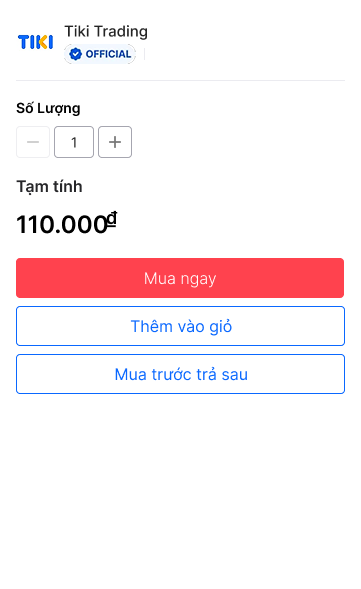 TIKI
Tiki Trading
OFFICIAL
Số Lượng
1
Tạm tính
110.000₫
Mua ngay
Thêm vào giỏ
Mua trước trả sau